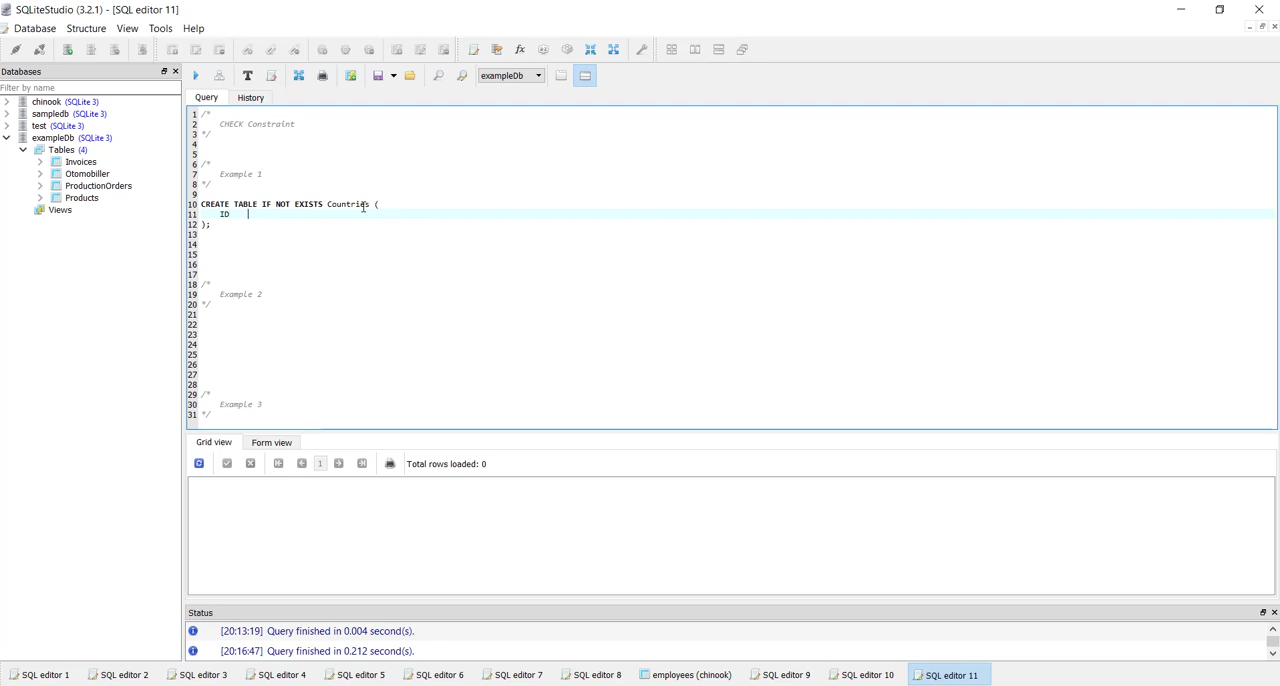 SQLiteStudio (3.2.1) - [SQL editor 11]
Database Structure View Tools Help
exampleDb
Databases
Filter by name
chinook (SQLite 3)
sampledb (SQLite 3)
test (SQLite 3)
exampleDb (SQLite 3)
Tables (4)
Invoices
Otomobiller
ProductionOrders
Products
Views
Query History
1 /*
2 CHECK Constraint
3 */
4
5
6 /*
7 Example 1
8 */
9
10 CREATE TABLE IF NOT EXISTS Countries (
11 ID
12 );
13
14
15
16
17
18 /*
19 Example 2
20 */
21
22
23
24
25
26
27
28
29 /*
30 Example 3
31 */
Grid view Form view
1 Total rows loaded: 0
Status
[20:13:19] Query finished in 0.004 second(s).
[20:16:47] Query finished in 0.212 second(s).
SQL editor 1 SQL editor 2 SQL editor 3 SQL editor 4 SQL editor 5 SQL editor 6 SQL editor 7 SQL editor 8 employees (chinook) SQL editor 9 SQL editor 10 SQL editor 11